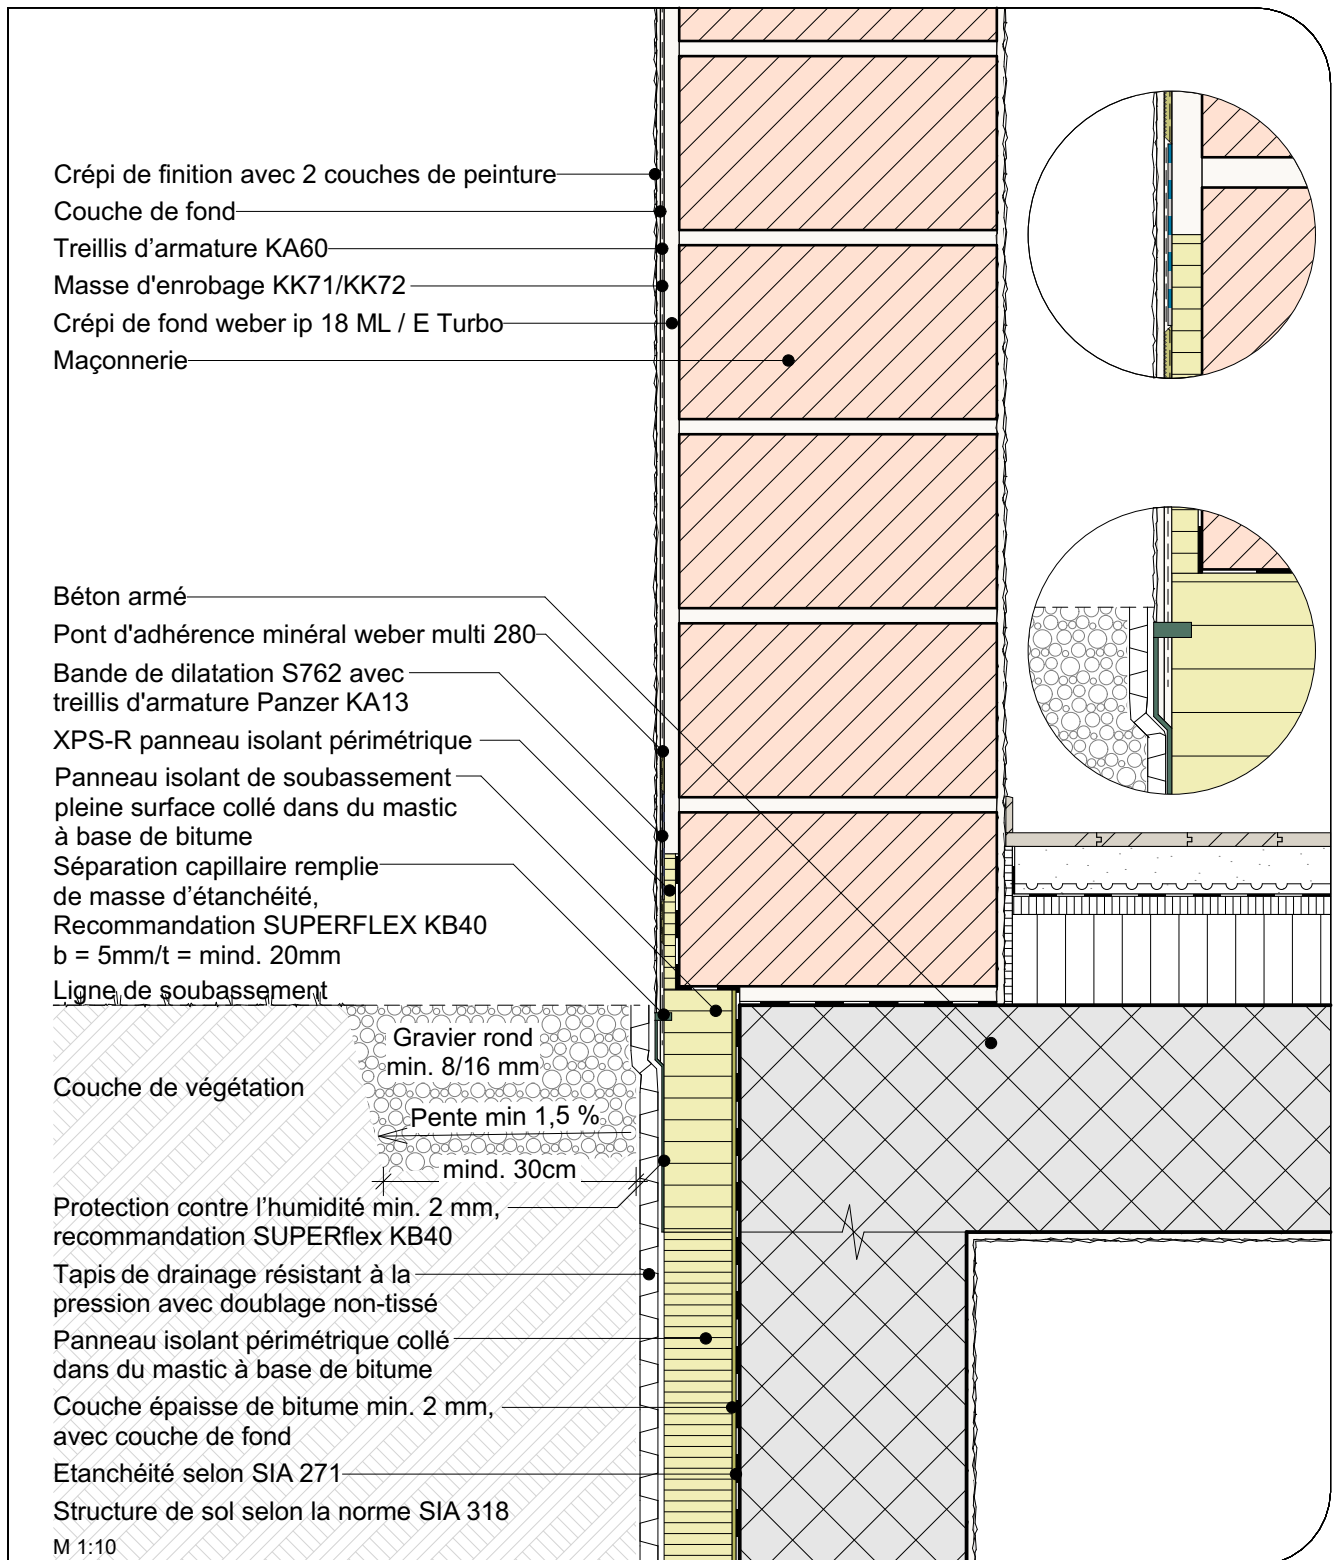 Crépi de finition avec 2 couches de peinture
Couche de fond
Treillis d’armature KA60
Masse d'enrobage KK71/KK72
Crépi de fond weber ip 18 ML / E Turbo
Maçonnerie
Béton armé
Pont d'adhérence minéral weber multi 280
Bande de dilatation S762 avec
treillis d'armature Panzer KA13
XPS-R panneau isolant périmétrique
Panneau isolant de soubassement
pleine surface collé dans du mastic
à base de bitume
Séparation capillaire remplie
de masse d’étanchéité,
Recommandation SUPERFLEX KB40
b = 5mm/t = mind. 20mm
Ligne de soubassement
Gravier rond
min. 8/16 mm
Couche de végétation
Pente min 1,5 %
mind. 30cm
Protection contre l’humidité min. 2 mm,
recommandation SUPERflex KB40
Tapis de drainage résistant à la
pression avec doublage non-tissé
Panneau isolant périmétrique collé
dans du mastic à base de bitume
Couche épaisse de bitume min. 2 mm,
avec couche de fond
Etanchéité selon SIA 271
Structure de sol selon la norme SIA 318
M 1:10